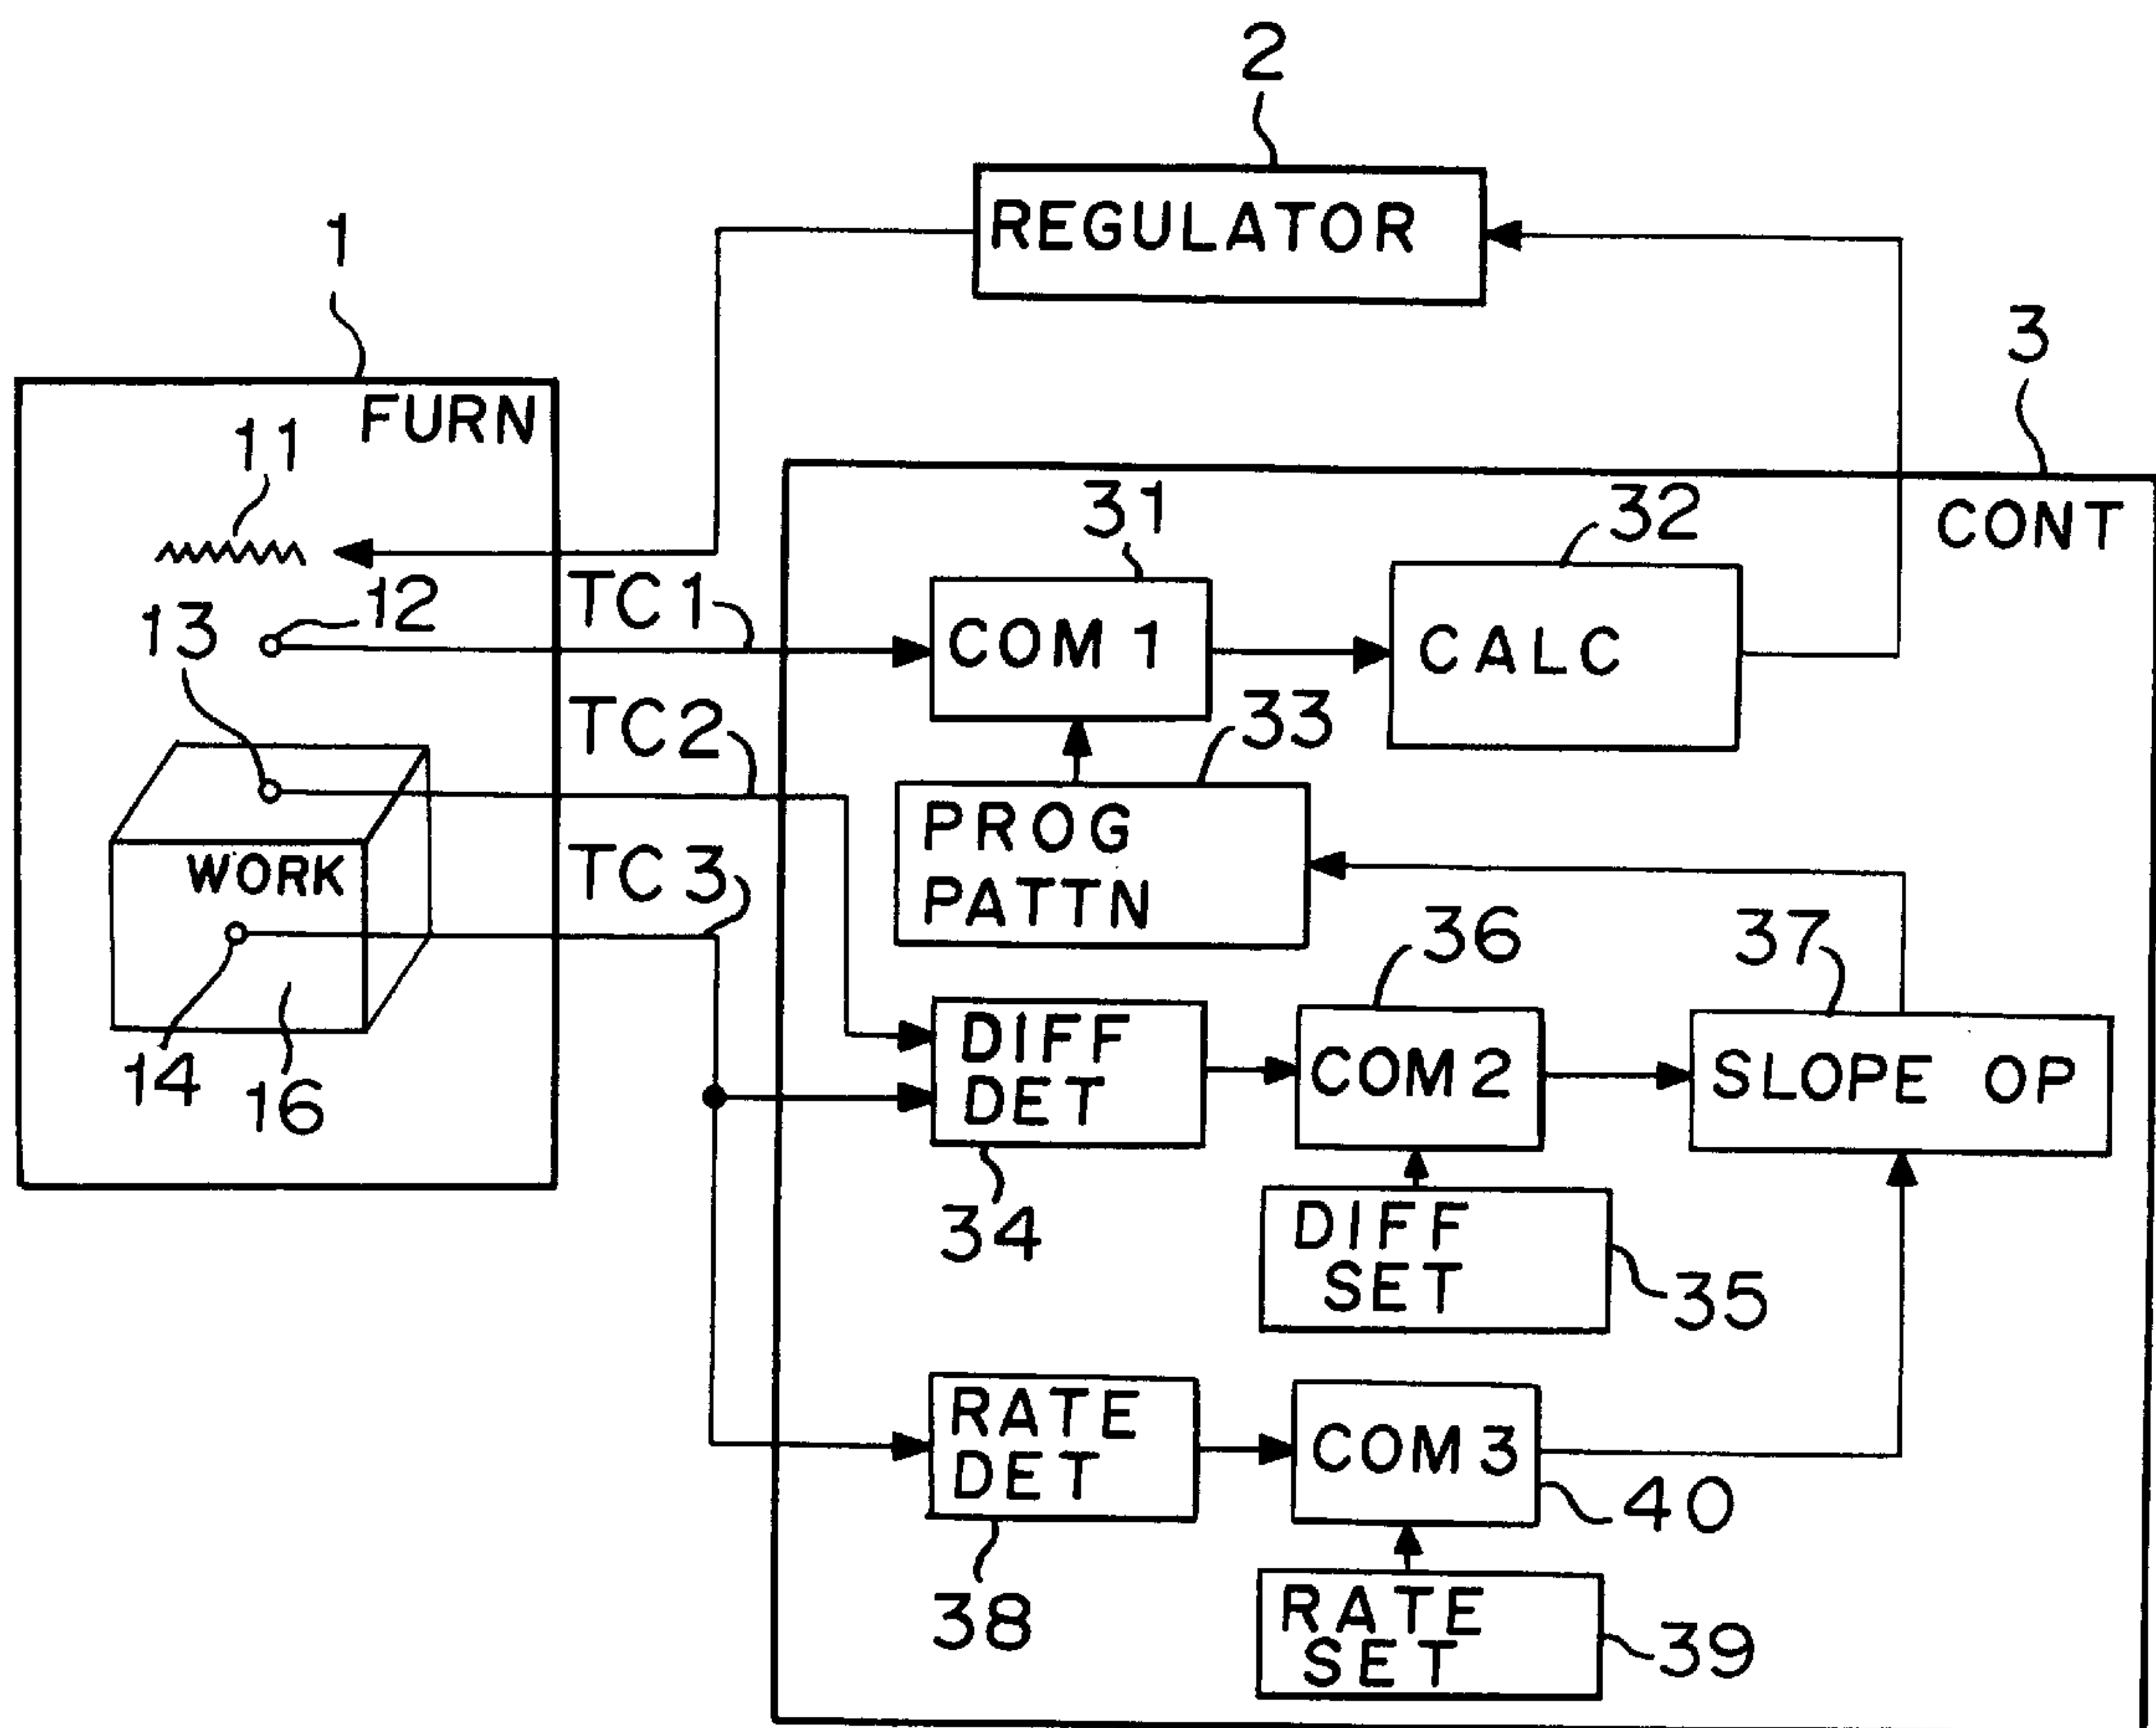 2
REGULATOR
1
3
FURN
11
CONT
31
32
TC1
12
13
COM 1
CALC
TC2
33
PROG
PATTN
WORK
TC3
36
37
14
16
DIFF
DET
COM2
SLOPE OP
34
DIFF
SET
35
RATE
DET
COM 3
40
38
RATE
SET
39